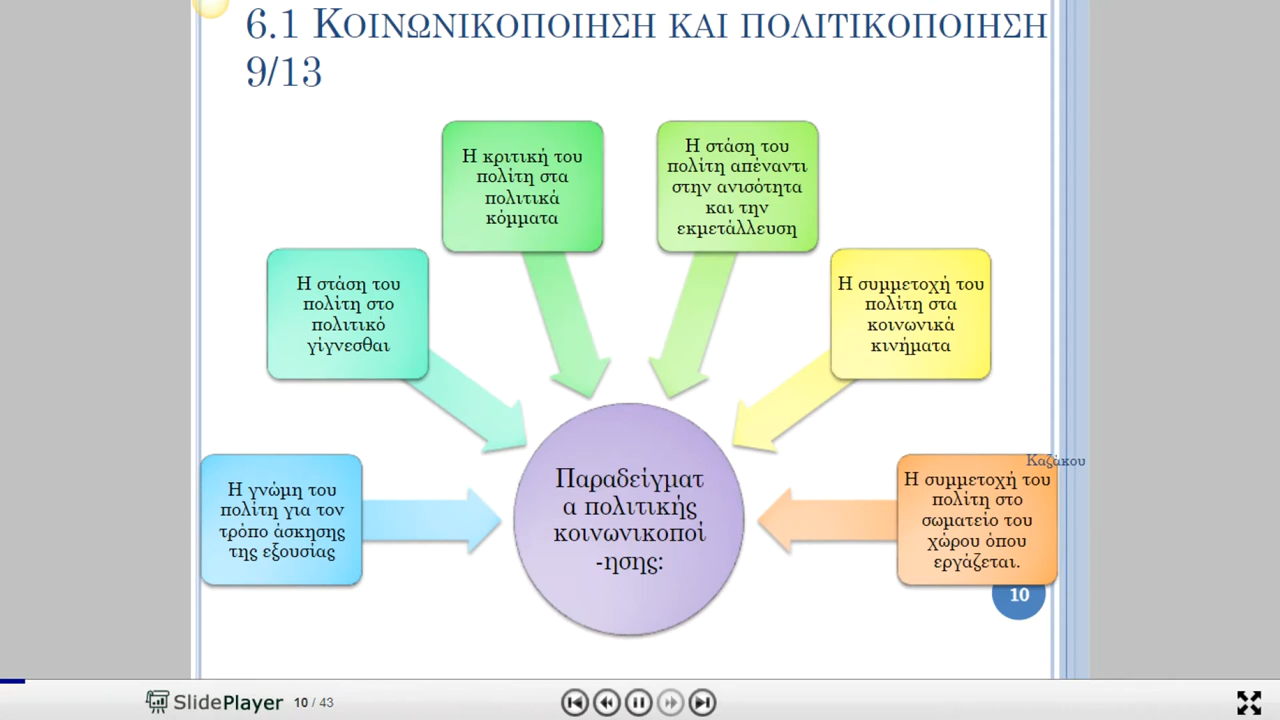 6.1 ΚΟΙΝΩΝΙΚΟΠΟΙΗΣΗ ΚΑΙ ΠΟΛΙΤΙΚΟΠΟΙΗΣΗ
9/13
Η κριτική του
πολίτη στα
πολιτικά
κόμματα
Η στάση του
πολίτη απέναντι
στην ανισότητα
και την
εκμετάλλευση
Η στάση του
πολίτη στο
πολιτικό
γίγνεσθαι
Η συμμετοχή του
πολίτη στα
κοινωνικά
κινήματα
Η γνώμη του
πολίτη για τον
τρόπο άσκησης
της εξουσίας
Παραδείγματ
α πολιτικής
κοινωνικοποί
-ησης:
Καζάκου
Η συμμετοχή του
πολίτη στο
σωματείο του
χώρου όπου
εργάζεται.
10
SlidePlayer 10 / 43